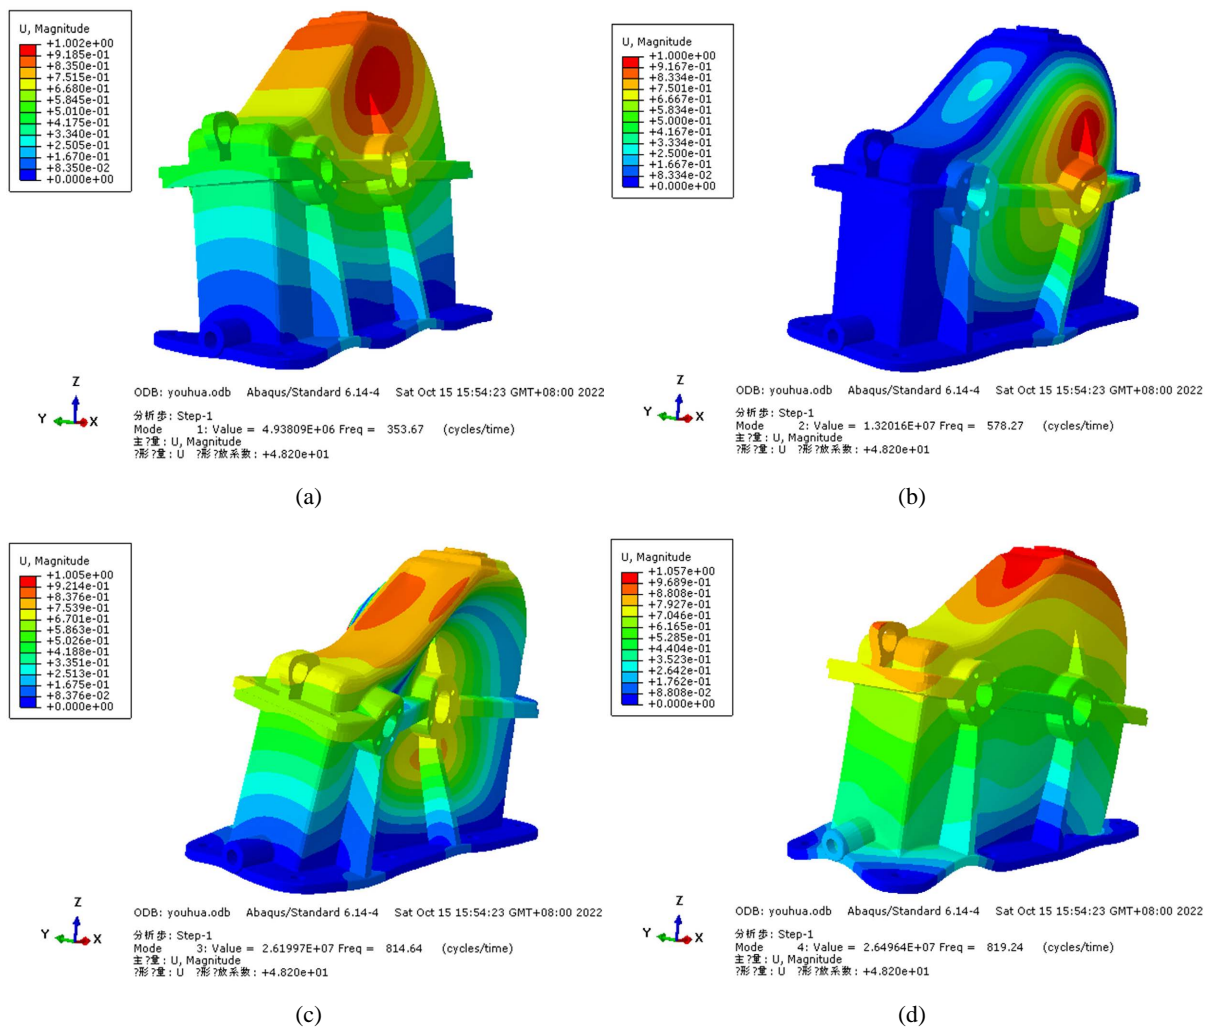 U, Magnitude
+1.002e+00
+9.185e-01
+8.350e-01
+7.515e-01
+6.680e-01
+5.845e-01
+5.010e-01
+4.175e-01
+3.340e-01
+2.505e-01
+1.670e-01
+8.350e-02
+0.000e+00
Z
Y
X
ODB: youhua.odb Abaqus/Standard 6.14-4 Sat Oct 15 15:54:23 GMT+08:00 2022
分析步: Step-1
Mode 1: Value = 4.93809E+06 Freq = 353.67 (cycles/time)
主?量: U, Magnitude
?形?量: U ?形?放系数: +4.820e+01
(a)
U, Magnitude
+1.000e+00
+9.167e-01
+8.334e-01
+7.501e-01
+6.667e-01
+5.834e-01
+5.000e-01
+4.167e-01
+3.334e-01
+2.500e-01
+1.667e-01
+8.334e-02
+0.000e+00
Z
Y
X
ODB: youhua.odb Abaqus/Standard 6.14-4 Sat Oct 15 15:54:23 GMT+08:00 2022
分析步: Step-1
Mode 2: Value = 1.32016E+07 Freq = 578.27 (cycles/time)
主?量: U, Magnitude
?形?量: U ?形?放系数: +4.820e+01
(b)
U, Magnitude
+1.005e+00
+9.214e-01
+8.376e-01
+7.539e-01
+6.701e-01
+5.863e-01
+5.026e-01
+4.188e-01
+3.351e-01
+2.513e-01
+1.675e-01
+8.376e-02
+0.000e+00
Z
Y
X
ODB: youhua.odb Abaqus/Standard 6.14-4 Sat Oct 15 15:54:23 GMT+08:00 2022
分析步: Step-1
Mode 3: Value = 2.61997E+07 Freq = 814.64 (cycles/time)
主?量: U, Magnitude
?形?量: U ?形?放系数: +4.820e+01
(c)
U, Magnitude
+1.057e+00
+9.689e-01
+8.808e-01
+7.927e-01
+7.046e-01
+6.165e-01
+5.285e-01
+4.404e-01
+3.523e-01
+2.642e-01
+1.762e-01
+8.808e-02
+0.000e+00
Z
Y
X
ODB: youhua.odb Abaqus/Standard 6.14-4 Sat Oct 15 15:54:23 GMT+08:00 2022
分析步: Step-1
Mode 4: Value = 2.64964E+07 Freq = 819.24 (cycles/time)
主?量: U, Magnitude
?形?量: U ?形?放系数: +4.820e+01
(d)